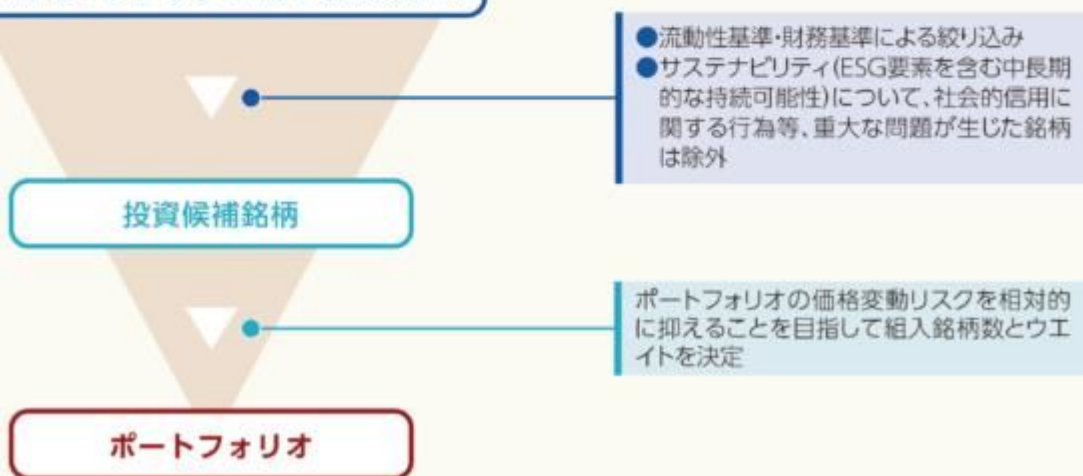 ●流動性基準・財務基準による絞り込み
●サステナビリティ(ESG要素を含む中長期
的な持続可能性)について、社会的信用に
関する行為等、重大な問題が生じた銘柄
は除外
投資候補銘柄
ポートフォリオの価格変動リスクを相対的
に抑えることを目指して組入銘柄数とウエ
イトを決定
ポートフォリオ